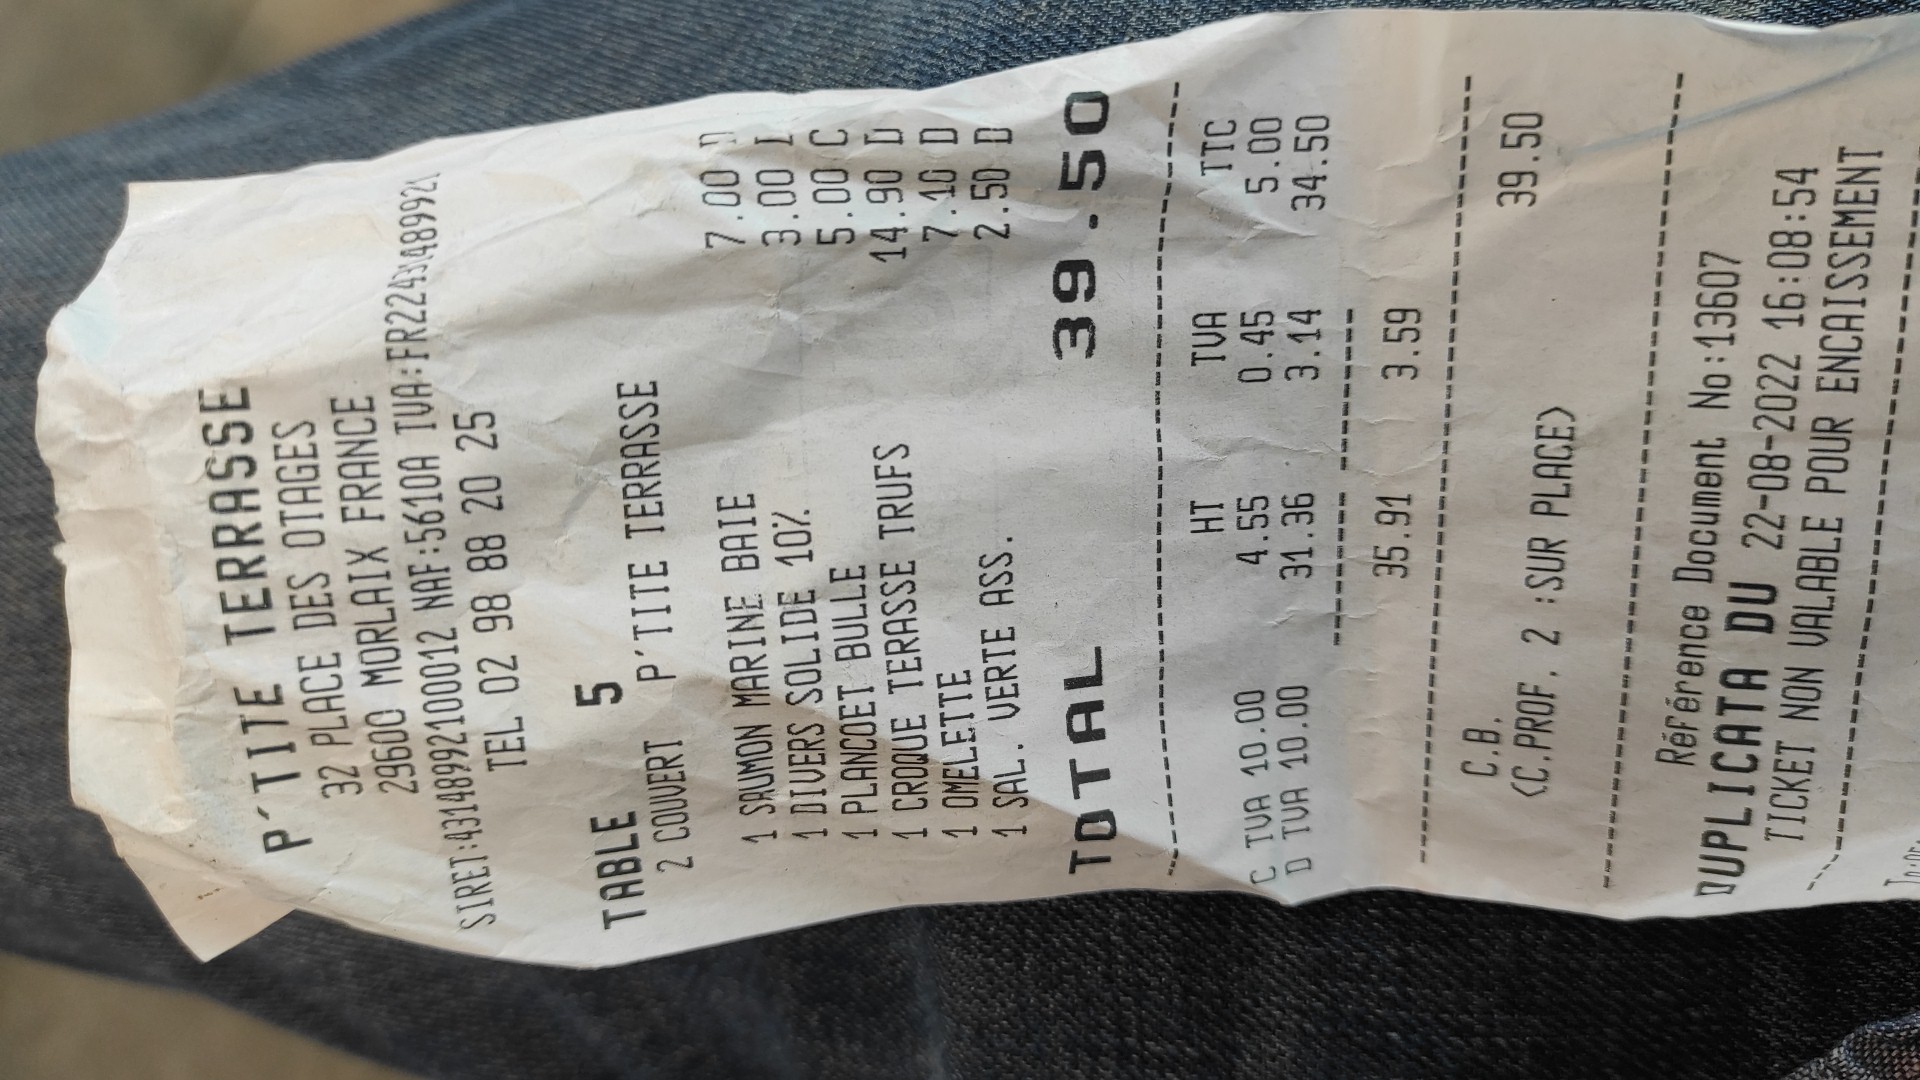 P'TITE TERRASSE
32 PLACE DES OTAGES
29600 MORLAIX FRANCE
SIRET:43148992100012 NAF:5610A TVA:FR22431489921
TEL 02 98 88 20 25
TABLE 5
2 COUVERT P'TITE TERRASSE
1 SAUMON MARINE BAIE 7.00 D
1 DIVERS SOLIDE 10% 3.00 D
1 PLANCOET BULLE 5.00 C
1 CROQUE TERASSE TRUFS 14.90 D
1 OMELETTE 7.10 D
1 SAL. VERTE ASS. 2.50 D
TOTAL 39.50
HT TVA TTC
C TVA 10.00 4.55 0.45 5.00
D TVA 10.00 31.36 3.14 34.50
35.91 3.59
C.B. 39.50
<C.PROF. 2 :SUR PLACE>
Référence Document No:13607
DUPLICATA DU 22-08-2022 16:08:54
TICKET NON VALABLE POUR ENCAISSEMENT